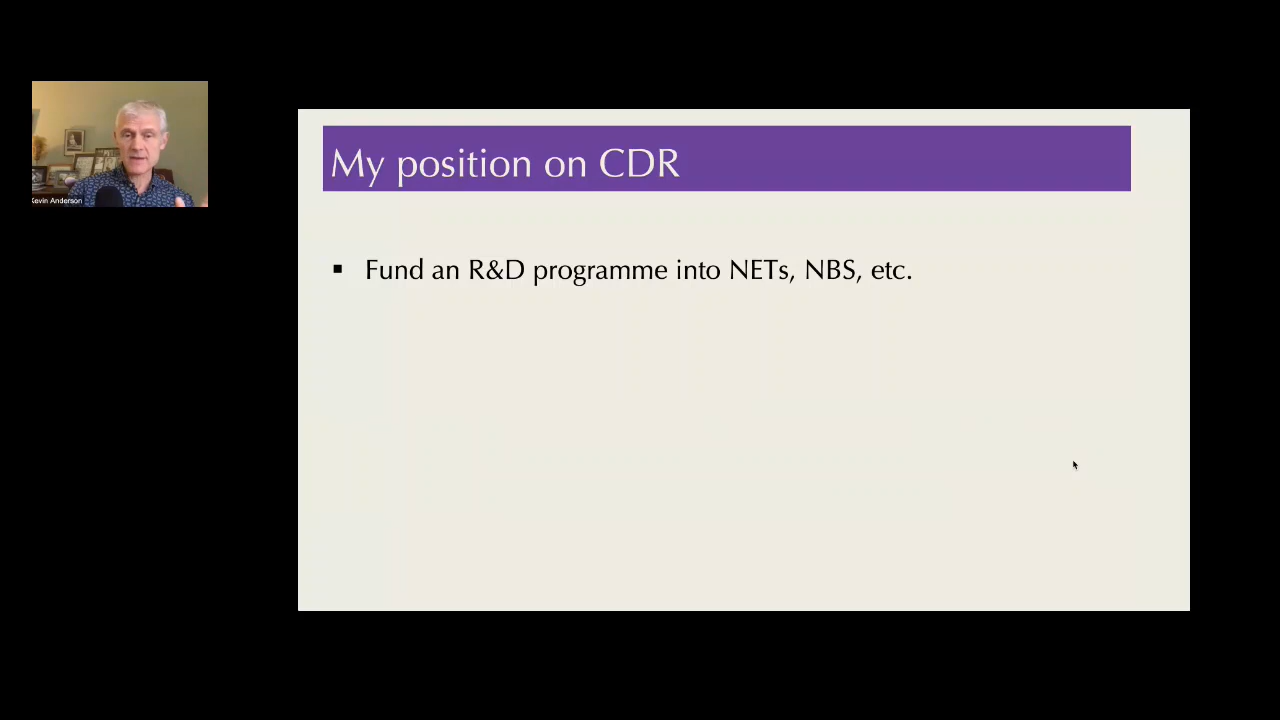 Kevin Anderson
My position on CDR
▪ Fund an R&D programme into NETs, NBS, etc.